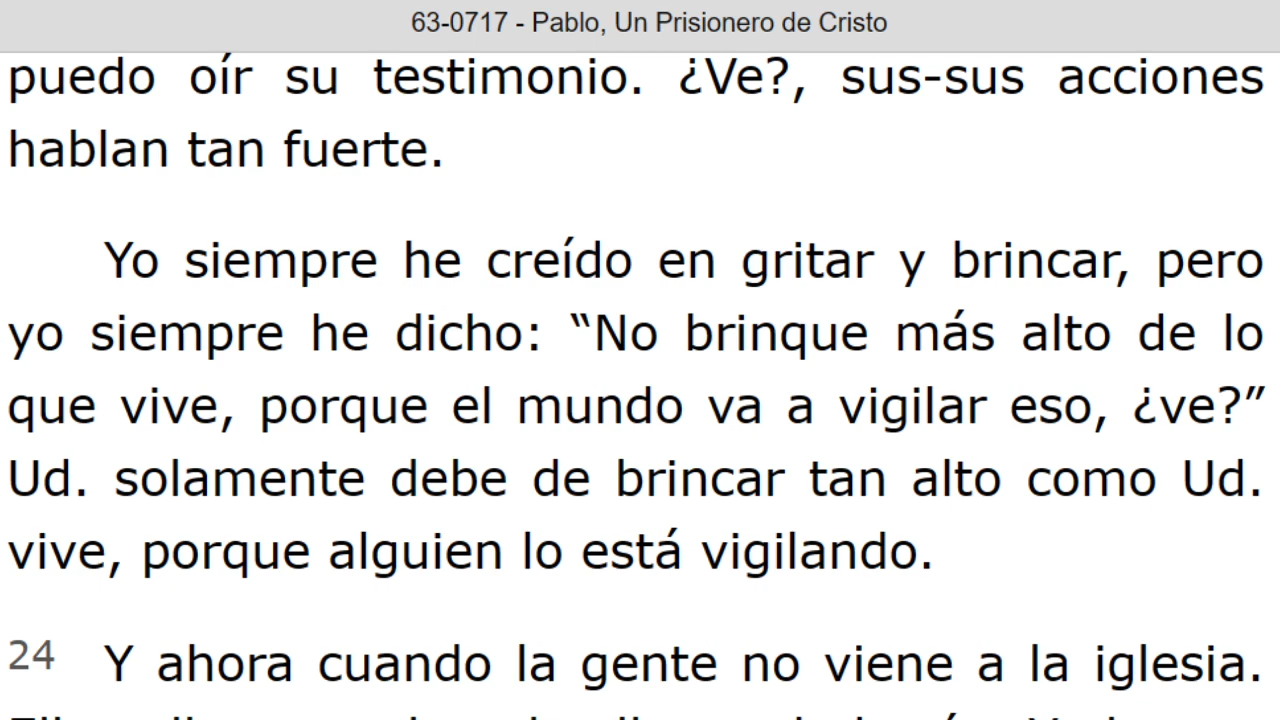 63-0717 - Pablo, Un Prisionero de Cristo
puedo oír su testimonio. ¿Ve?, sus-sus acciones
hablan tan fuerte.
Yo siempre he creído en gritar y brincar, pero
yo siempre he dicho: “No brinque más alto de lo
que vive, porque el mundo va a vigilar eso, ¿ve?”
Ud. solamente debe de brincar tan alto como Ud.
vive, porque alguien lo está vigilando.
24 Y ahora cuando la gente no viene a la iglesia.